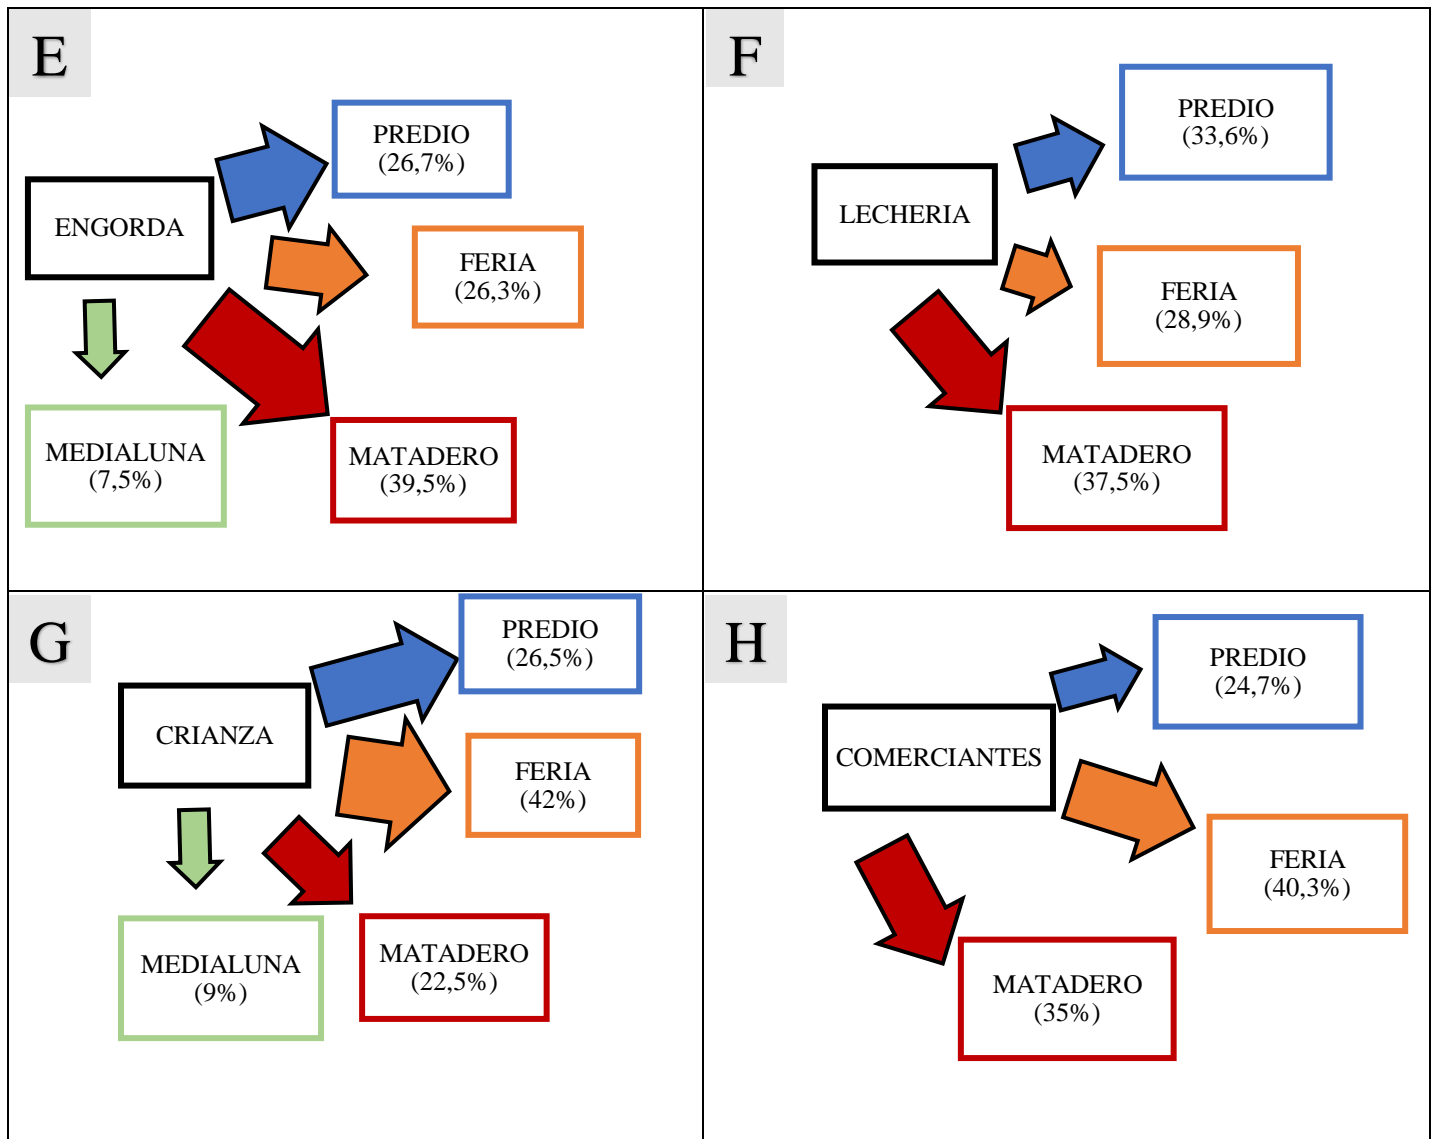 E
PREDIO
(26,7%)
ENGORDA
FERIA
(26,3%)
MEDIALUNA
(7,5%)
MATADERO
(39,5%)
F
PREDIO
(33,6%)
LECHERIA
FERIA
(28,9%)
MATADERO
(37,5%)
G
PREDIO
(26,5%)
CRIANZA
FERIA
(42%)
MEDIALUNA
(9%)
MATADERO
(22,5%)
H
PREDIO
(24,7%)
COMERCIANTES
FERIA
(40,3%)
MATADERO
(35%)